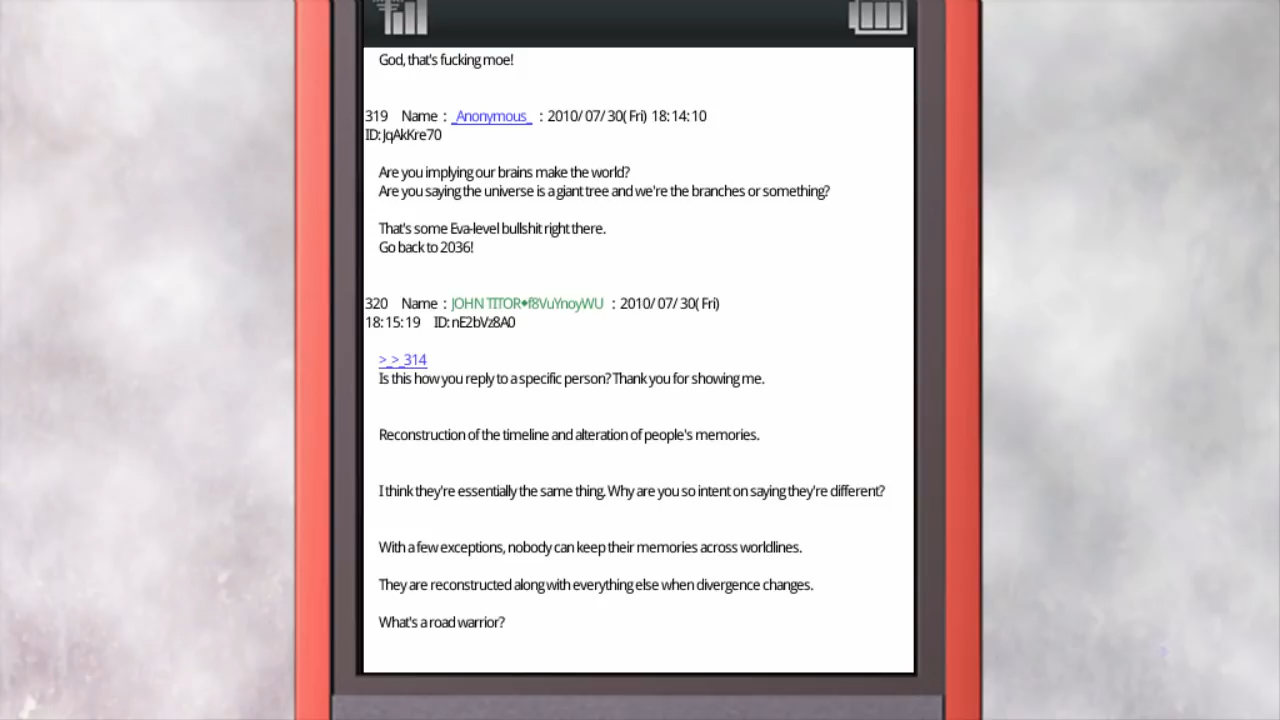 God, that's fucking moe!
319 Name : _Anonymous_ : 2010/07/30(Fri) 18:14:10
ID:JqAkKre70
Are you implying our brains make the world?
Are you saying the universe is a giant tree and we're the branches or something?
That's some Eva-level bullshit right there.
Go back to 2036!
320 Name : JOHN TITOR◆f8VuYnoyWU : 2010/07/30(Fri)
18:15:19 ID:nE2bVz8A0
>_>_314
Is this how you reply to a specific person? Thank you for showing me.
Reconstruction of the timeline and alteration of people's memories.
I think they're essentially the same thing. Why are you so intent on saying they're different?
With a few exceptions, nobody can keep their memories across worldlines.
They are reconstructed along with everything else when divergence changes.
What's a road warrior?